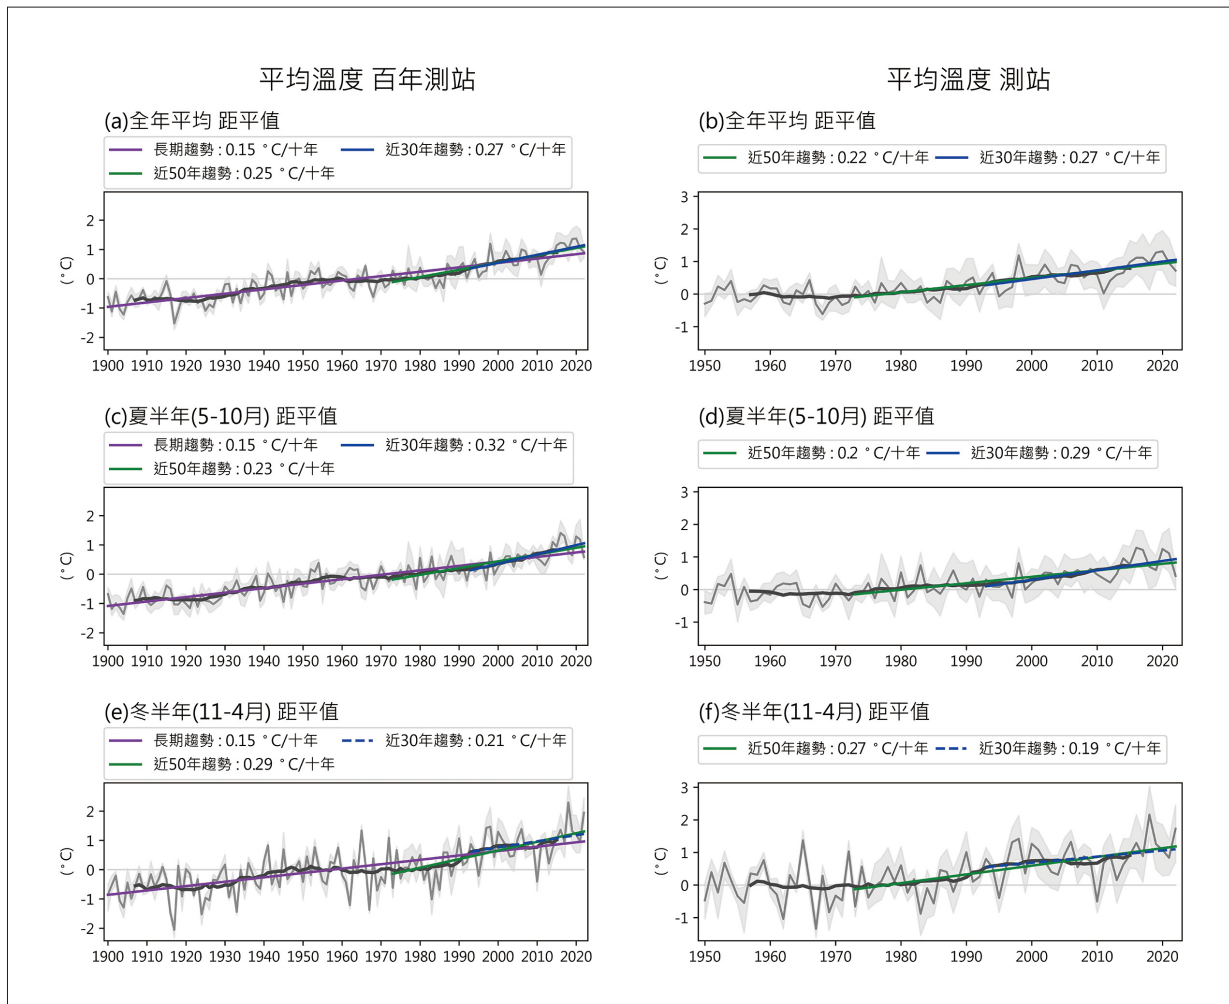 平均溫度 百年測站
(a)全年平均 距平值
長期趨勢 : 0.15 °C/十年
近30年趨勢 : 0.27 °C/十年
近50年趨勢 : 0.25 °C/十年
(°C)
2
1
0
-1
-2
1900 1910 1920 1930 1940 1950 1960 1970 1980 1990 2000 2010 2020
平均溫度 測站
(b)全年平均 距平值
近50年趨勢 : 0.22 °C/十年
近30年趨勢 : 0.27 °C/十年
(°C)
3
2
1
0
-1
1950 1960 1970 1980 1990 2000 2010 2020
(c)夏半年(5-10月) 距平值
長期趨勢 : 0.15 °C/十年
近30年趨勢 : 0.32 °C/十年
近50年趨勢 : 0.23 °C/十年
(°C)
2
1
0
-1
-2
1900 1910 1920 1930 1940 1950 1960 1970 1980 1990 2000 2010 2020
(d)夏半年(5-10月) 距平值
近50年趨勢 : 0.2 °C/十年
近30年趨勢 : 0.29 °C/十年
(°C)
3
2
1
0
-1
1950 1960 1970 1980 1990 2000 2010 2020
(e)冬半年(11-4月) 距平值
長期趨勢 : 0.15 °C/十年
近30年趨勢 : 0.21 °C/十年
近50年趨勢 : 0.29 °C/十年
(°C)
2
1
0
-1
-2
1900 1910 1920 1930 1940 1950 1960 1970 1980 1990 2000 2010 2020
(f)冬半年(11-4月) 距平值
近50年趨勢 : 0.27 °C/十年
近30年趨勢 : 0.19 °C/十年
(°C)
3
2
1
0
-1
1950 1960 1970 1980 1990 2000 2010 2020